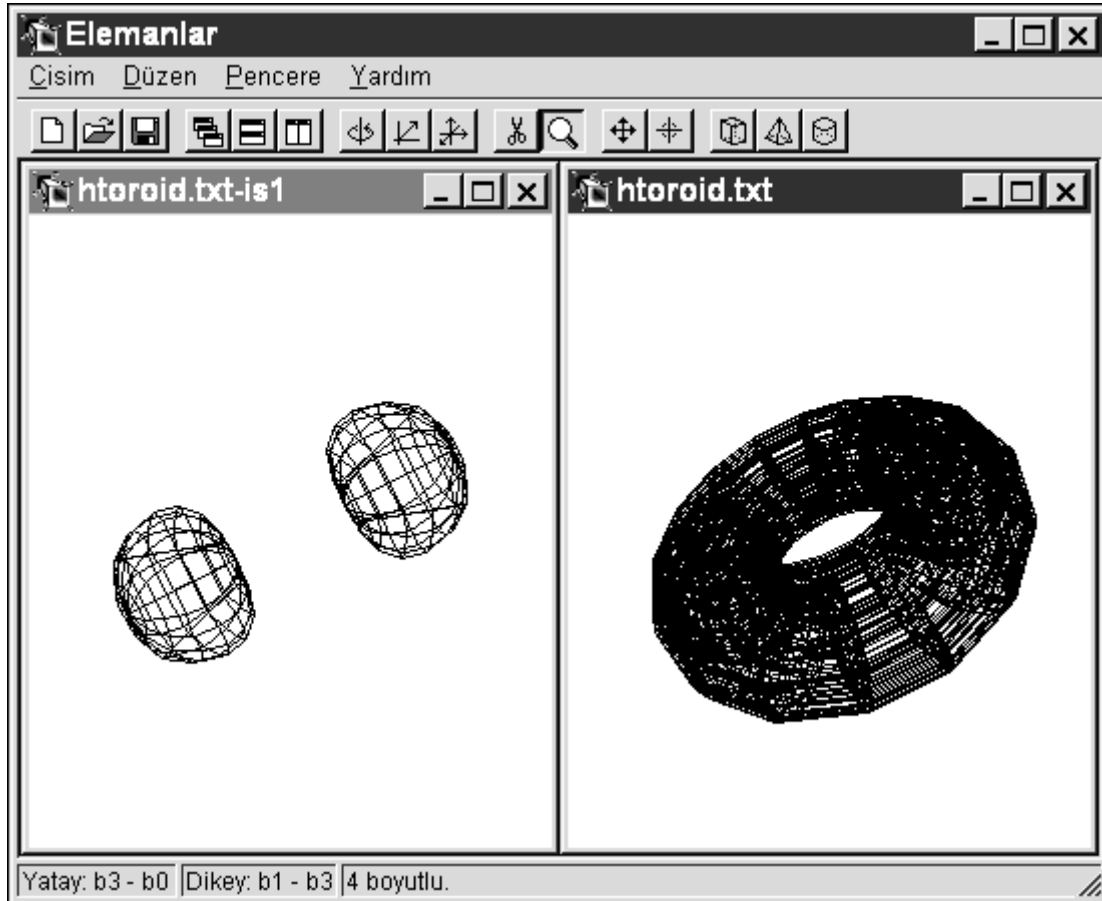 Elemanlar
Cisim Düzen Pencere Yardım
htoroid.txt-is1
htoroid.txt
Yatay: b3 - b0 Dikey: b1 - b3 4 boyutlu.